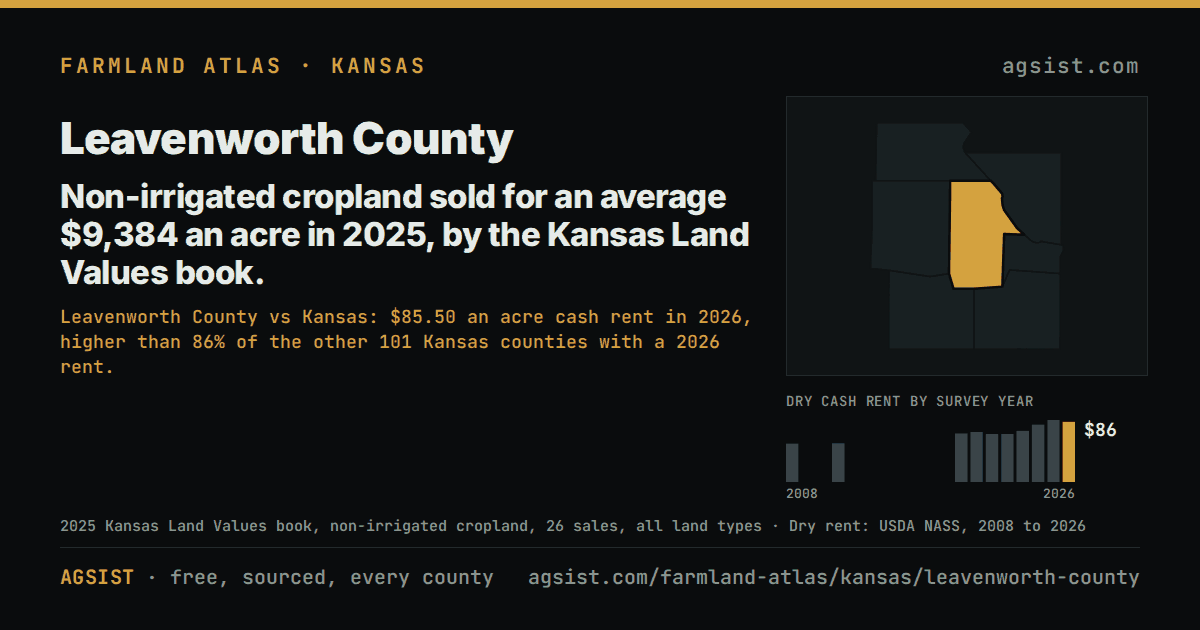 FARMLAND ATLAS · KANSAS
agsist.com
Leavenworth County
Non-irrigated cropland sold for an average
$9,384 an acre in 2025, by the Kansas Land
Values book.
Leavenworth County vs Kansas: $85.50 an acre cash rent in 2026,
higher than 86% of the other 101 Kansas counties with a 2026
rent.
DRY CASH RENT BY SURVEY YEAR
$86
2008
2026
2025 Kansas Land Values book, non-irrigated cropland, 26 sales, all land types · Dry rent: USDA NASS, 2008 to 2026
AGSIST · free, sourced, every county
agsist.com/farmland-atlas/kansas/leavenworth-county